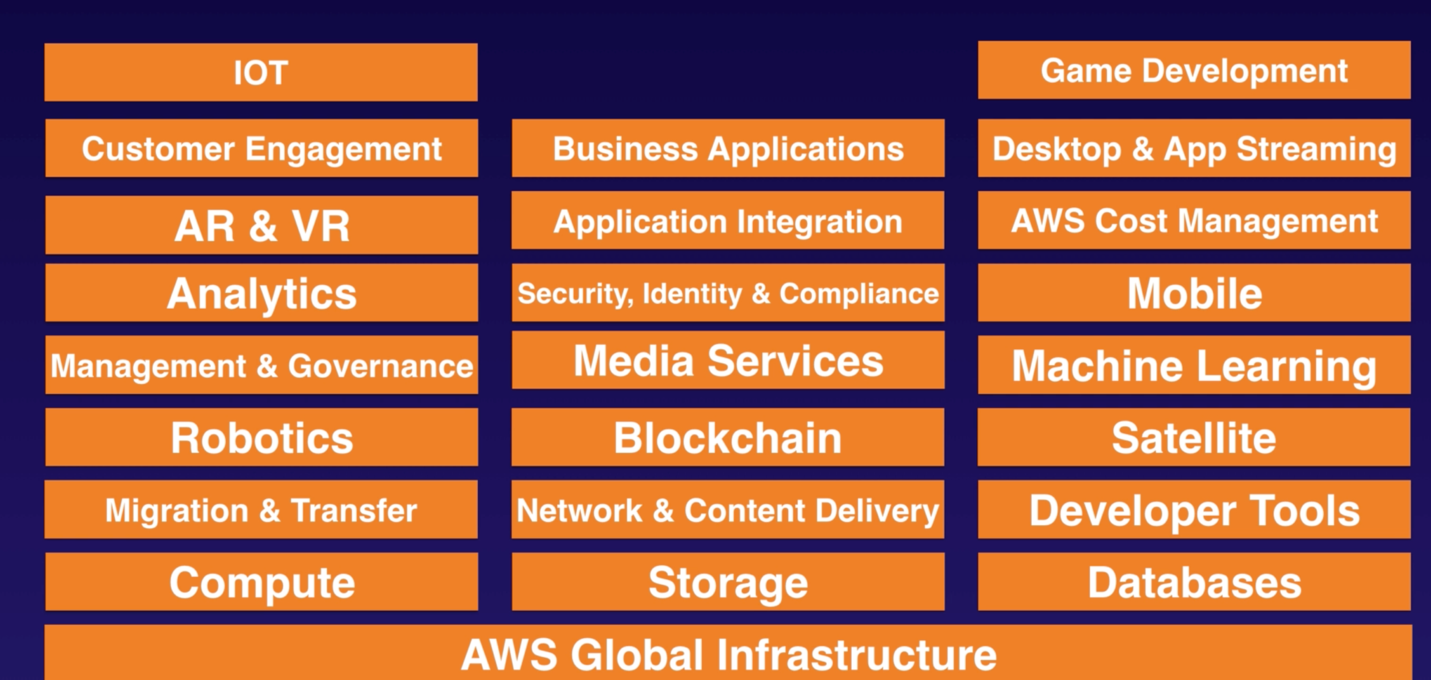 IOT
Game Development
Customer Engagement
Business Applications
Desktop & App Streaming
AR & VR
Application Integration
AWS Cost Management
Analytics
Security, Identity & Compliance
Mobile
Management & Governance
Media Services
Machine Learning
Robotics
Blockchain
Satellite
Migration & Transfer
Network & Content Delivery
Developer Tools
Compute
Storage
Databases
AWS Global Infrastructure